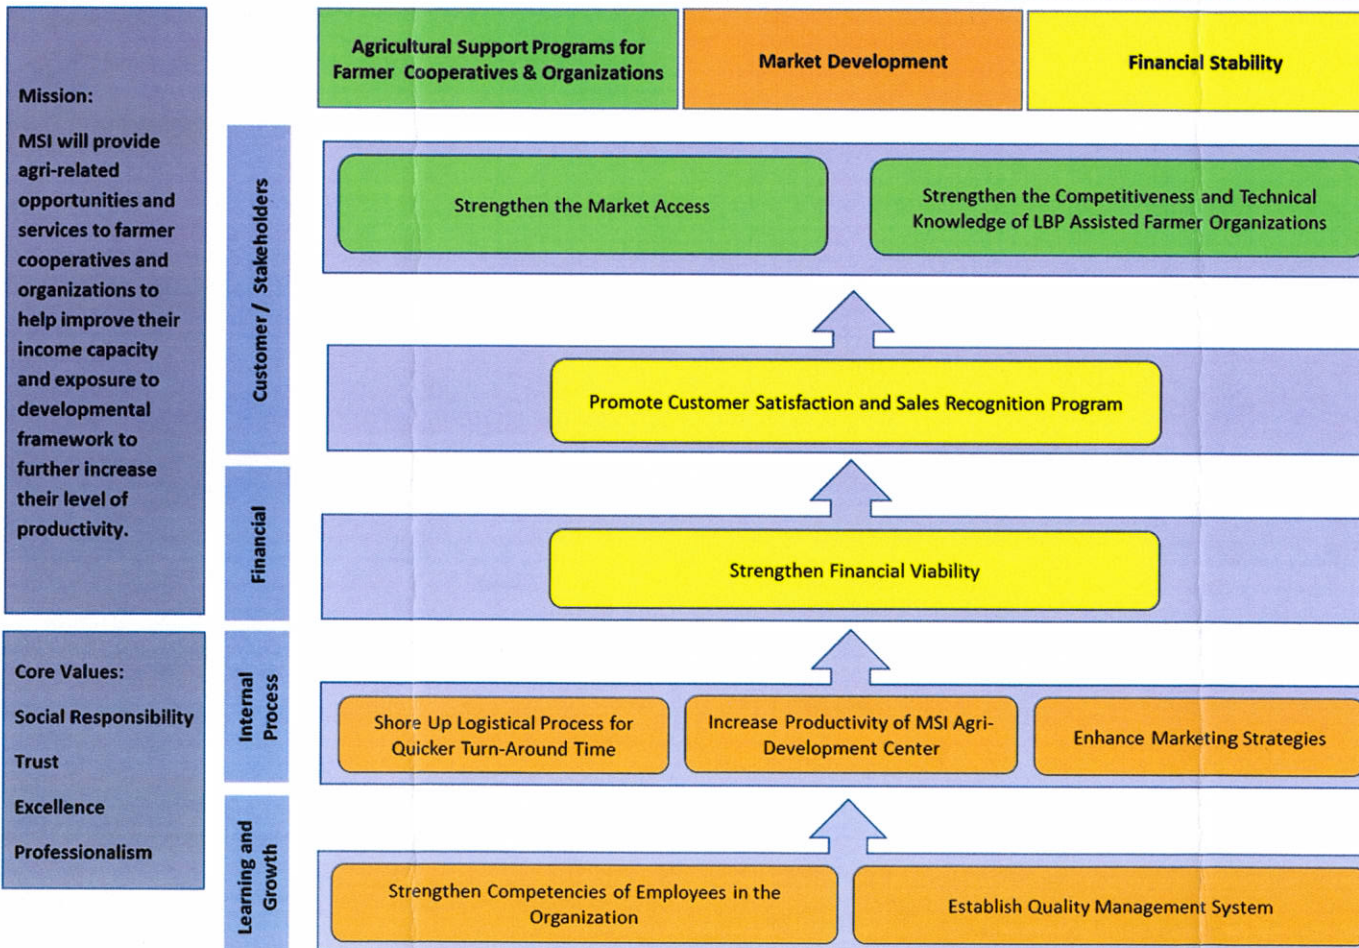 Mission:
MSI will provide
agri-related
opportunities and
services to farmer
cooperatives and
organizations to
help improve their
income capacity
and exposure to
developmental
framework to
further increase
their level of
productivity.
Core Values:
Social Responsibility
Trust
Excellence
Professionalism
Agricultural Support Programs for
Farmer Cooperatives & Organizations
Market Development
Financial Stability
Customer / Stakeholders
Strengthen the Market Access
Strengthen the Competitiveness and Technical
Knowledge of LBP Assisted Farmer Organizations
Promote Customer Satisfaction and Sales Recognition Program
Financial
Strengthen Financial Viability
Internal
Process
Shore Up Logistical Process for
Quicker Turn-Around Time
Increase Productivity of MSI Agri-
Development Center
Enhance Marketing Strategies
Learning and
Growth
Strengthen Competencies of Employees in the
Organization
Establish Quality Management System